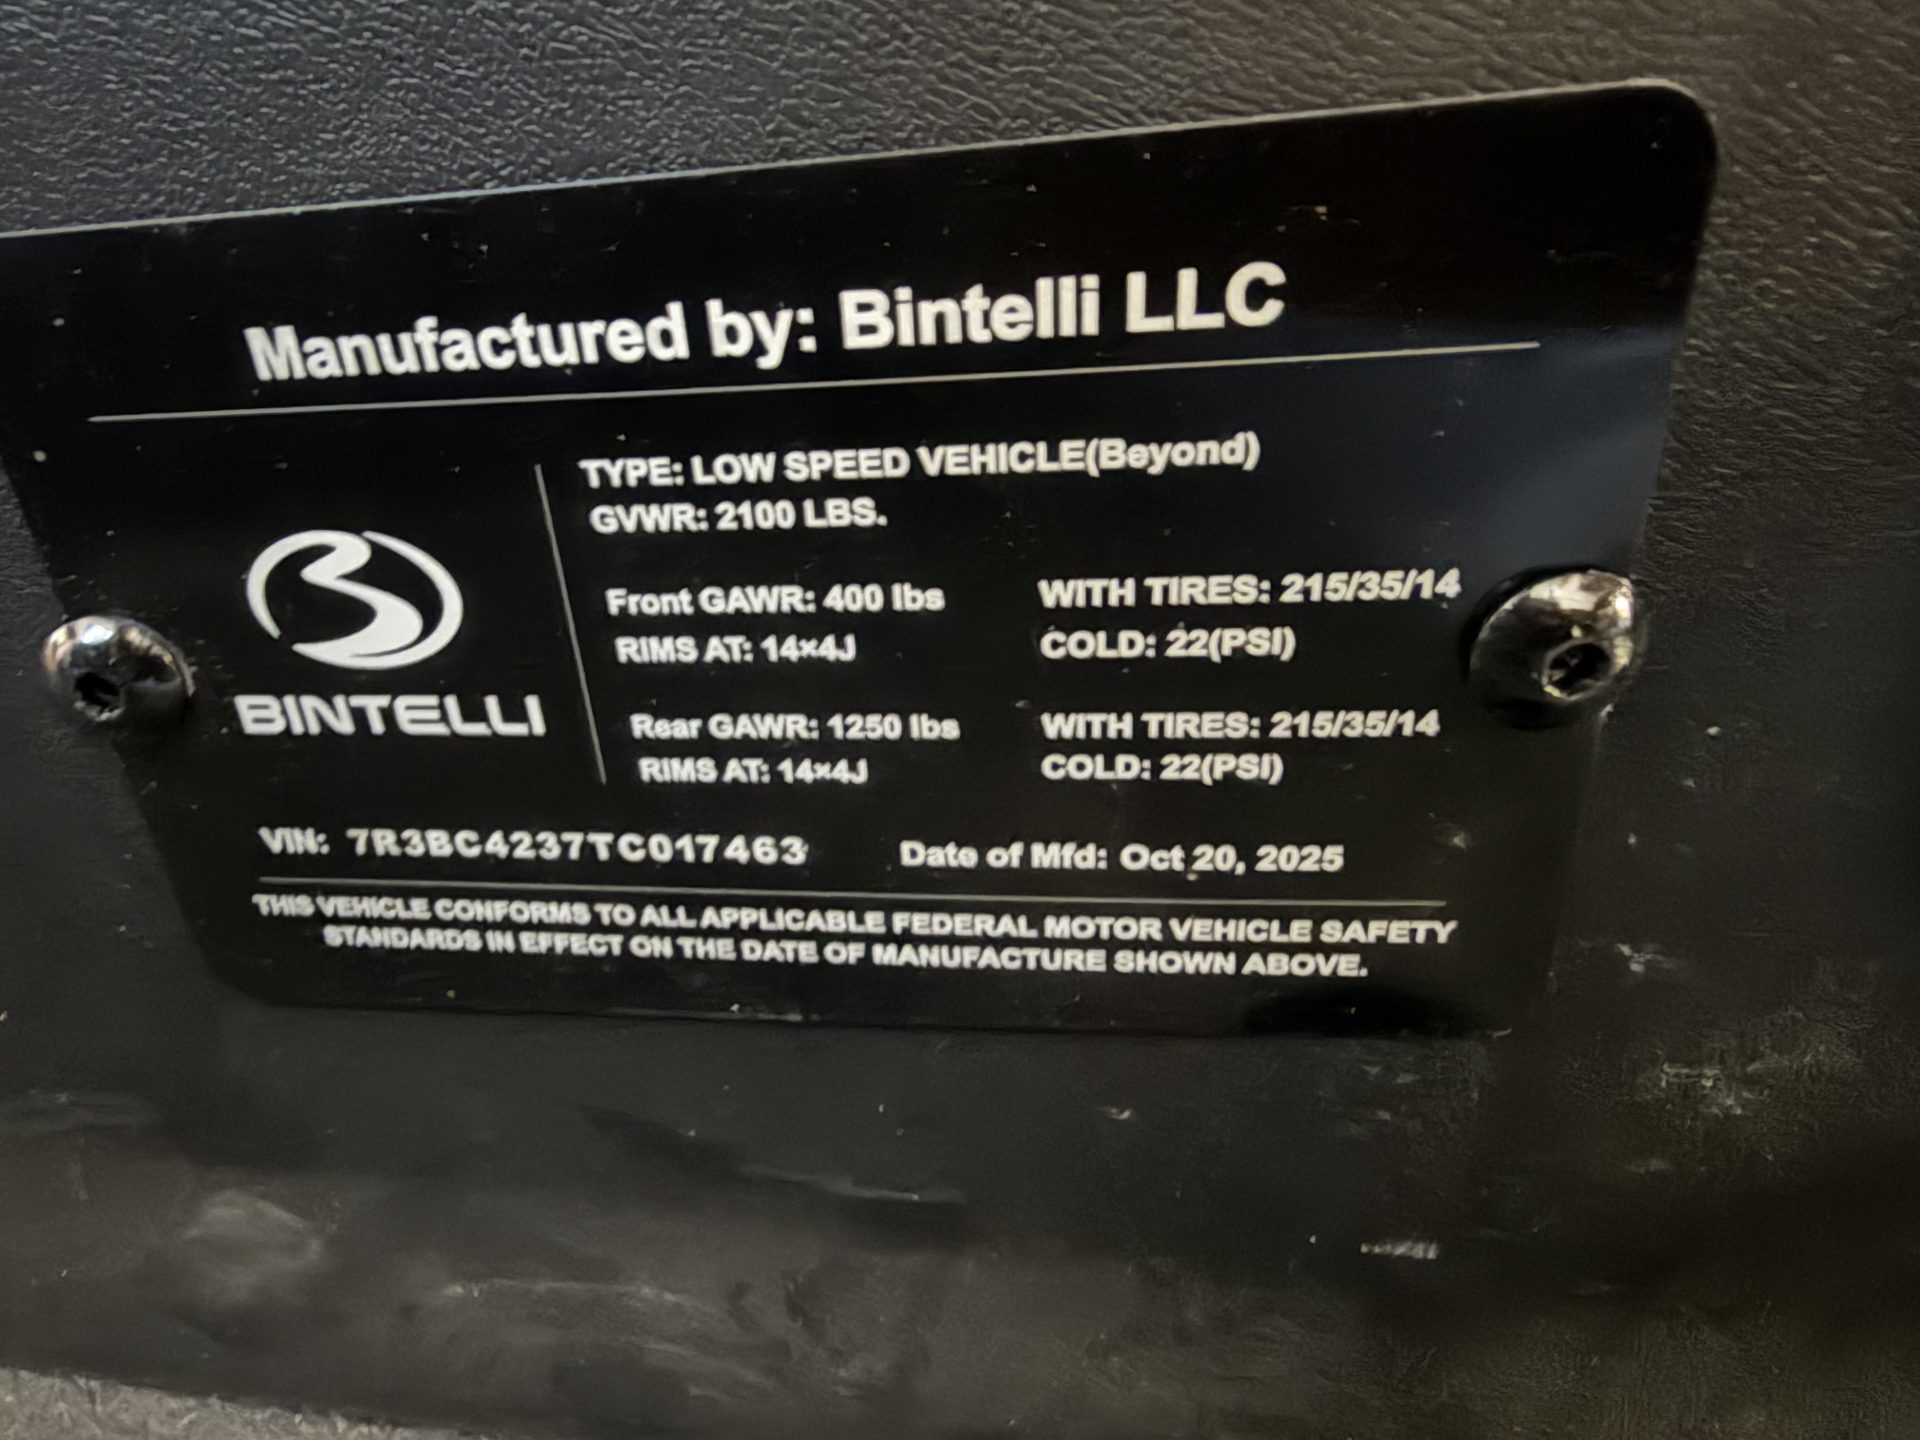 Manufactured by: Bintelli LLC
TYPE: LOW SPEED VEHICLE(Beyond)
GVWR: 2100 LBS.
Front GAWR: 400 lbs WITH TIRES: 215/35/14
RIMS AT: 14×4J COLD: 22(PSI)
BINTELLI
Rear GAWR: 1250 lbs WITH TIRES: 215/35/14
RIMS AT: 14×4J COLD: 22(PSI)
VIN: 7R3BC4237TC017463 Date of Mfd: Oct 20, 2025
THIS VEHICLE CONFORMS TO ALL APPLICABLE FEDERAL MOTOR VEHICLE SAFETY
STANDARDS IN EFFECT ON THE DATE OF MANUFACTURE SHOWN ABOVE.